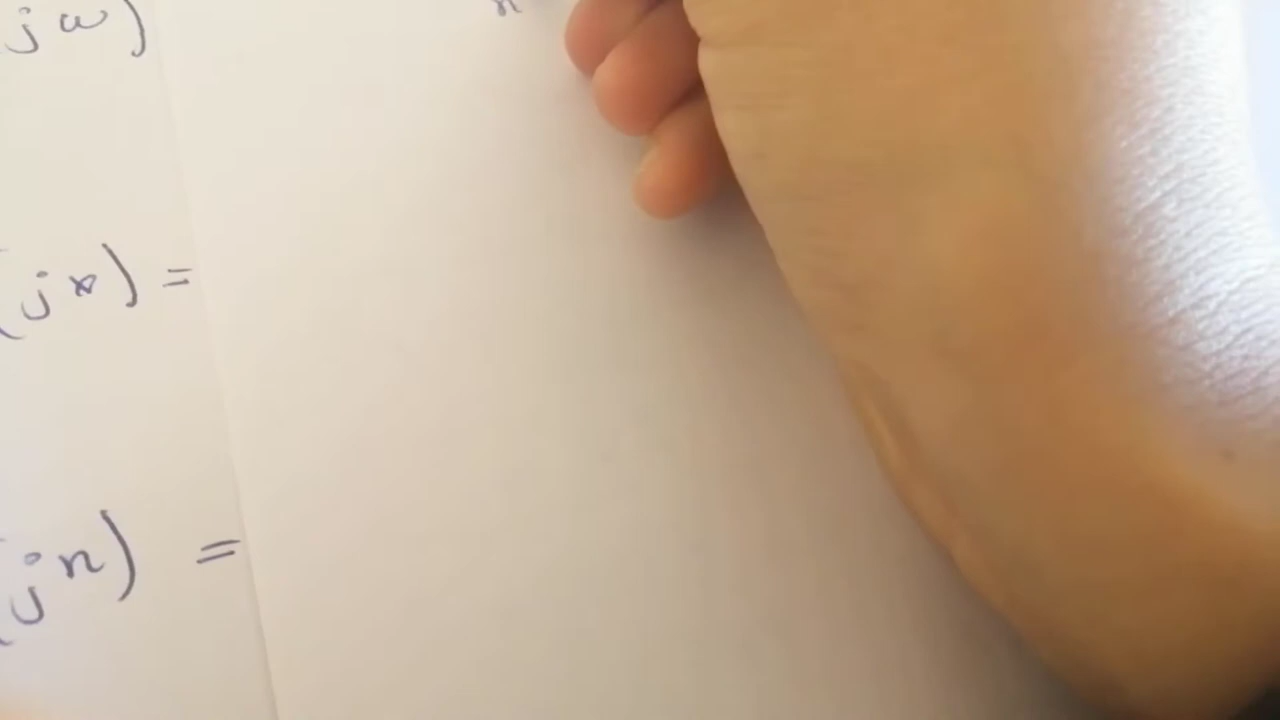 jω) n
(jx) =
(jn) =